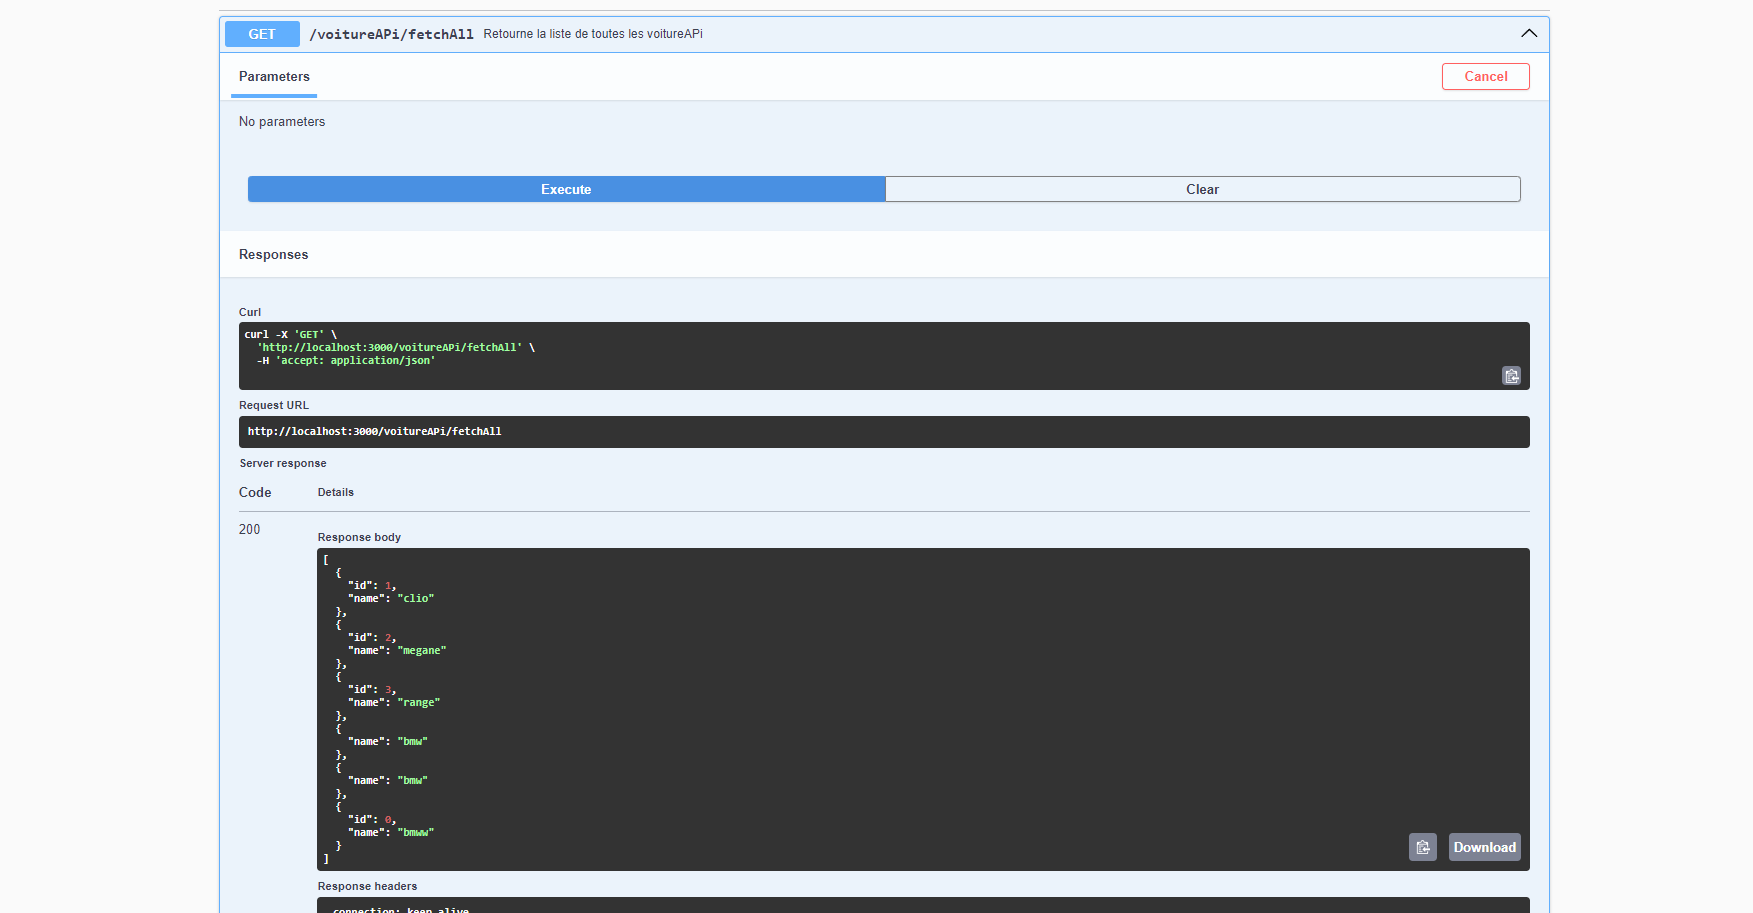 GET /voitureAPi/fetchAll Retourne la liste de toutes les voitureAPi
Parameters
Cancel
No parameters
Execute
Clear
Responses
Curl
curl -X 'GET' \
'http://localhost:3000/voitureAPi/fetchAll' \
-H 'accept: application/json'
Request URL
http://localhost:3000/voitureAPi/fetchAll
Server response
Code Details
200
Response body
[
{
"id": 1,
"name": "clio"
},
{
"id": 2,
"name": "megane"
},
{
"id": 3,
"name": "range"
},
{
"name": "bmw"
},
{
"name": "bmw"
},
{
"id": 0,
"name": "bmww"
}
]
Download
Response headers
connection: keep-alive